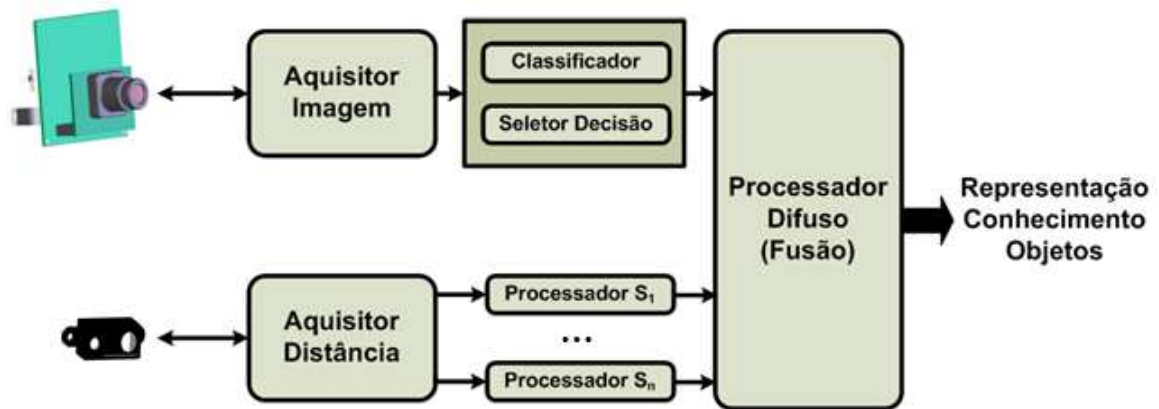 Aquisitor
Imagem
Classificador
Seletor Decisão
Processador
Difuso
(Fusão)
Representação
Conhecimento
Objetos
Aquisitor
Distância
Processador S₁
...
Processador Sₙ